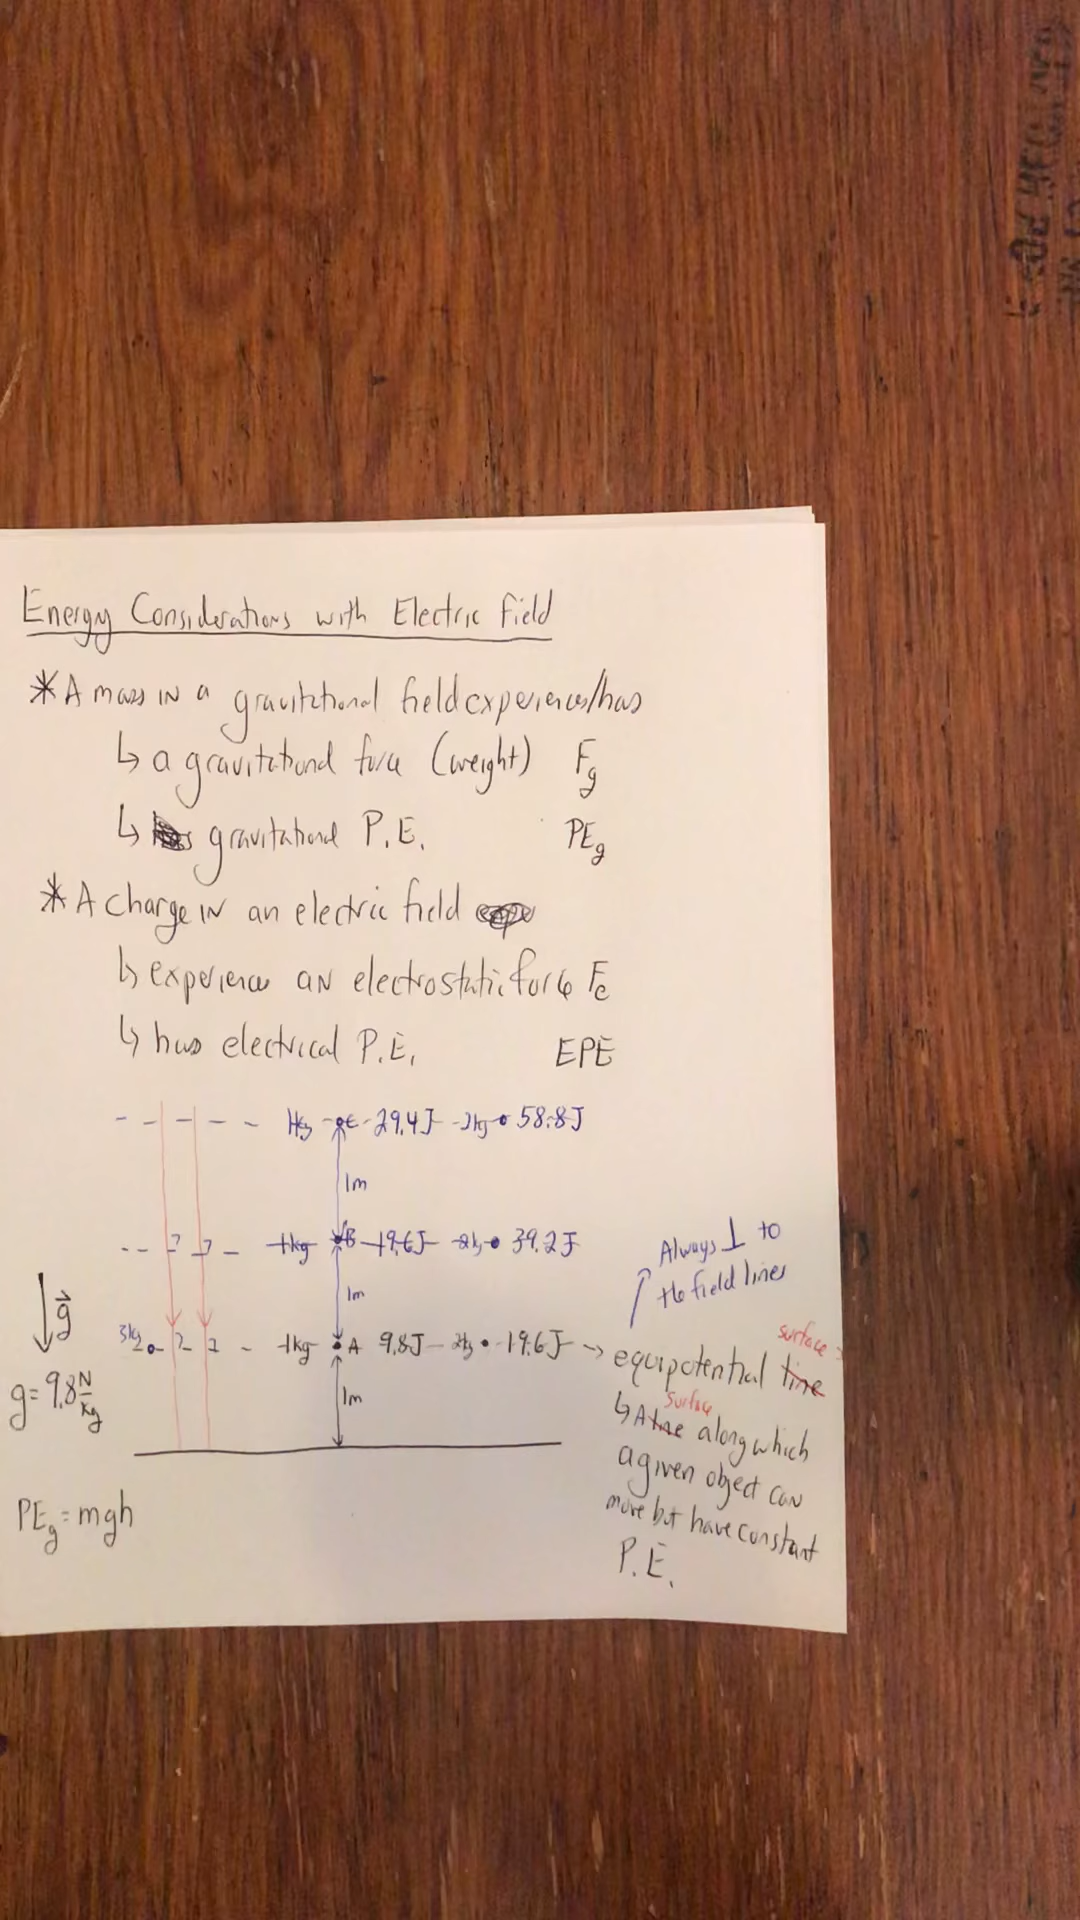 Energy Considerations with Electric Field
* A mass in a gravitational field experiences/has
↳ a gravitational force (weight) Fg
↳ gravitational P.E. PEg
* A charge IN an electric field
↳ experiences an electrostatic force Fe
↳ has electrical P.E. EPE
1kg C 29.4J 2kg 58.8J
1m
1kg B 19.6J 2kg 39.2J
Always ⊥ to
the field lines
1m
g
3kg 1kg A 9.8J 2kg 19.6J → equipotential line surface
g = 9.8 N/kg
1m
↳ A line surface along which
a given object can
move but have constant
P.E.
PEg = mgh